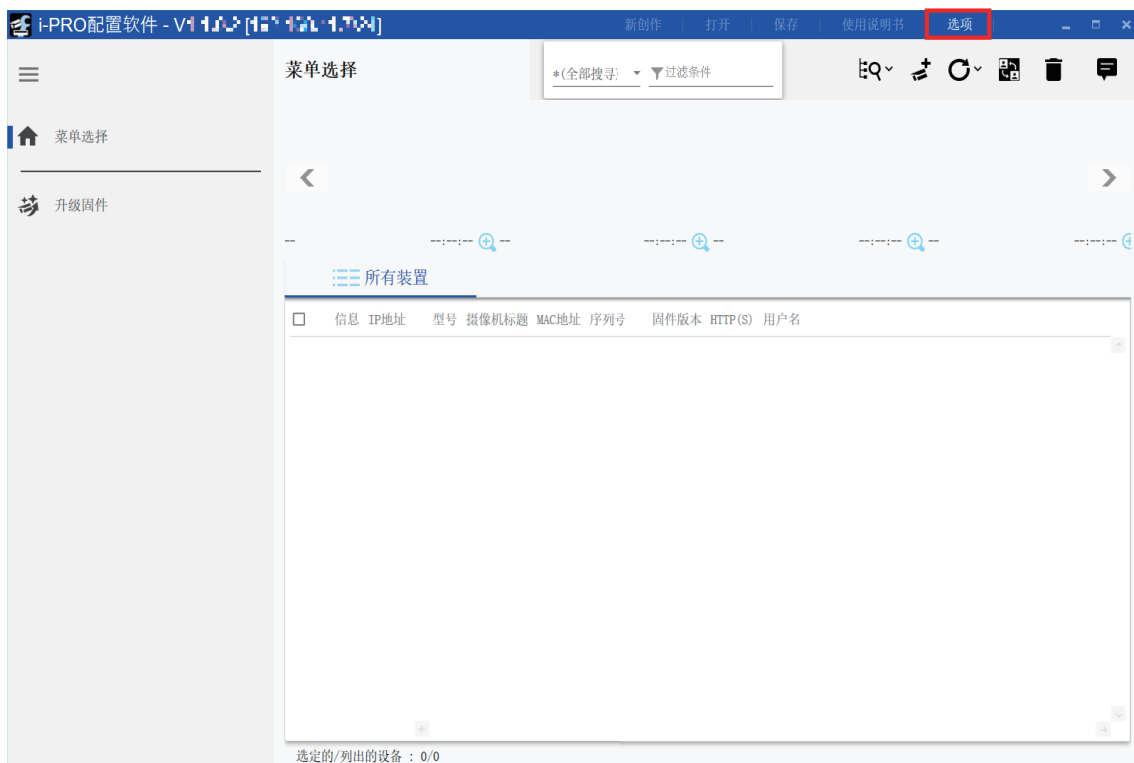 i-PRO配置软件 - V
新创作 | 打开 | 保存 | 使用说明书 选项
菜单选择
*(全部搜寻) 过滤条件
菜单选择
升级固件
-- --:--:-- -- --:--:-- -- --:--:-- -- --:--:--
所有装置
信息 IP地址 型号 摄像机标题 MAC地址 序列号 固件版本 HTTP(S) 用户名
选定的/列出的设备 : 0/0